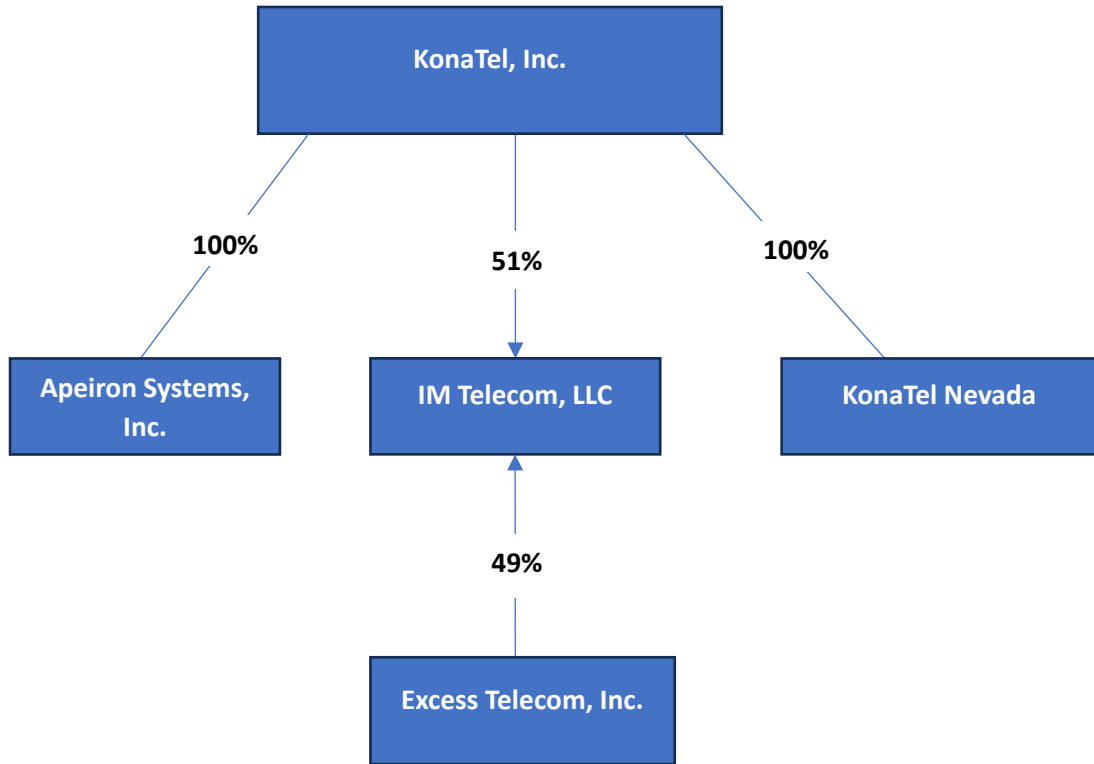 KonaTel, Inc.
100%
51%
100%
Apeiron Systems,
Inc.
IM Telecom, LLC
KonaTel Nevada
49%
Excess Telecom, Inc.